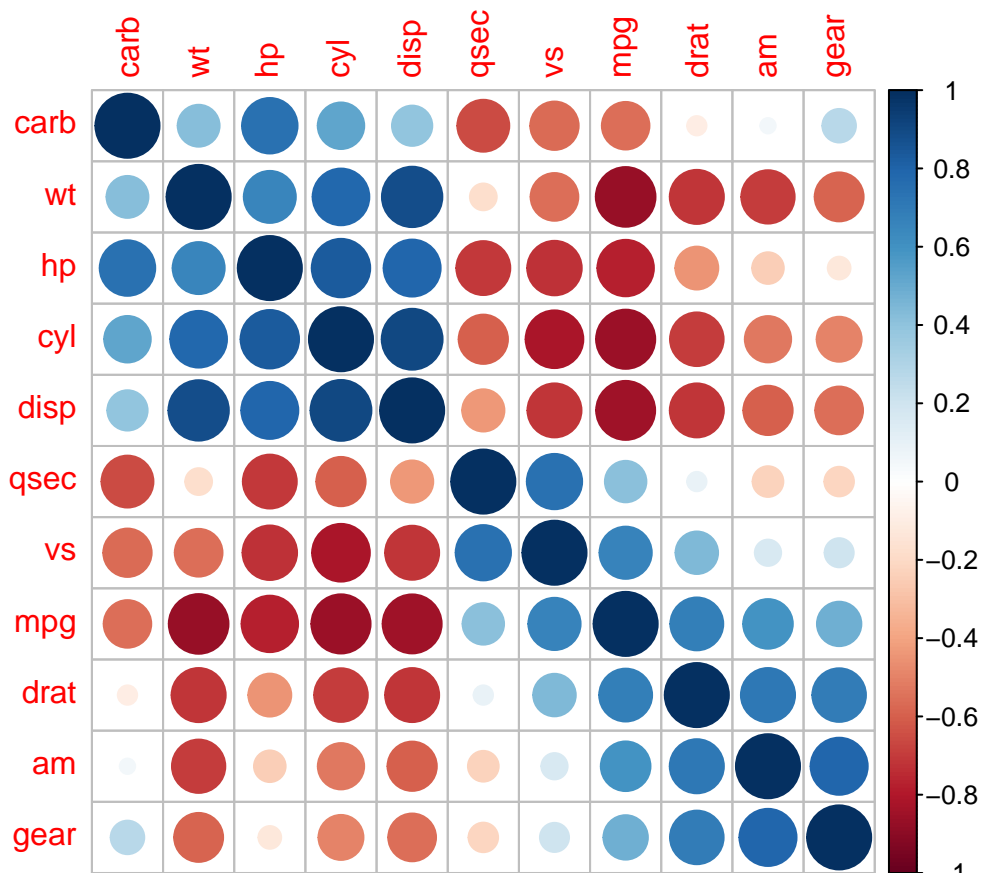 carb wt hp cyl disp qsec vs mpg drat am gear
carb
wt
hp
cyl
disp
qsec
vs
mpg
drat
am
gear
1
0.8
0.6
0.4
0.2
0
−0.2
−0.4
−0.6
−0.8
−1